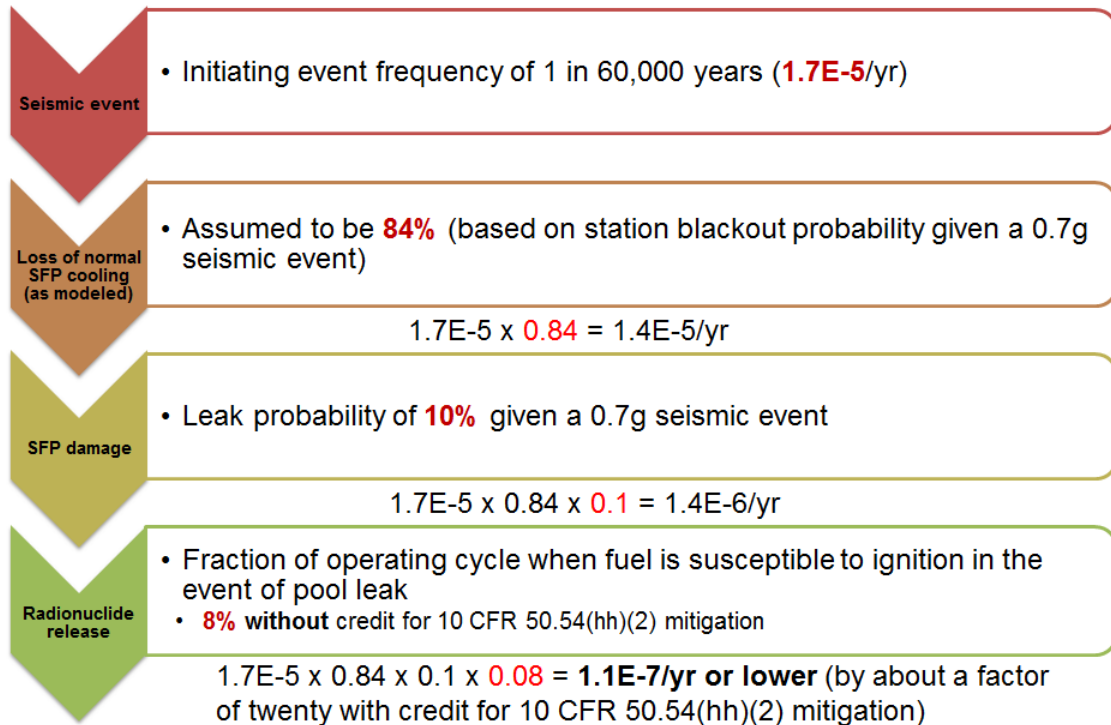 Seismic event
• Initiating event frequency of 1 in 60,000 years (1.7E-5/yr)
Loss of normal
SFP cooling
(as modeled)
• Assumed to be 84% (based on station blackout probability given a 0.7g
seismic event)
1.7E-5 x 0.84 = 1.4E-5/yr
SFP damage
• Leak probability of 10% given a 0.7g seismic event
1.7E-5 x 0.84 x 0.1 = 1.4E-6/yr
Radionuclide
release
• Fraction of operating cycle when fuel is susceptible to ignition in the
event of pool leak
• 8% without credit for 10 CFR 50.54(hh)(2) mitigation
1.7E-5 x 0.84 x 0.1 x 0.08 = 1.1E-7/yr or lower (by about a factor
of twenty with credit for 10 CFR 50.54(hh)(2) mitigation)